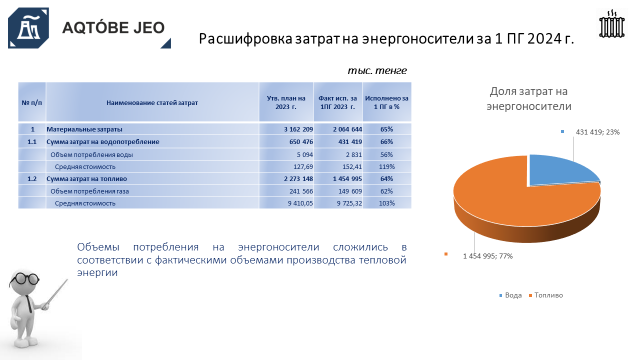 AQTÓBE JEO
Расшифровка затрат на энергоносители за 1 ПГ 2024 г.
тыс. тенге
№ п/п Наименование статей затрат Утв. план на 2023 г. Факт исп. за 1ПГ 2023 г. Исполнено за 1 ПГ в %
1 Материальные затраты 3 162 209 2 064 644 65%
1.1 Сумма затрат на водопотребление 650 476 431 419 66%
Объем потребления воды 5 094 2 831 56%
Средняя стоимость 127,69 152,41 119%
1.2 Сумма затрат на топливо 2 273 148 1 454 995 64%
Объем потребления газа 241 566 149 609 62%
Средняя стоимость 9 410,05 9 725,32 103%
Объемы потребления на энергоносители сложились в
соответствии с фактическими объемами производства тепловой
энергии
Доля затрат на
энергоносители
431 419; 23%
1 454 995; 77%
Вода Топливо